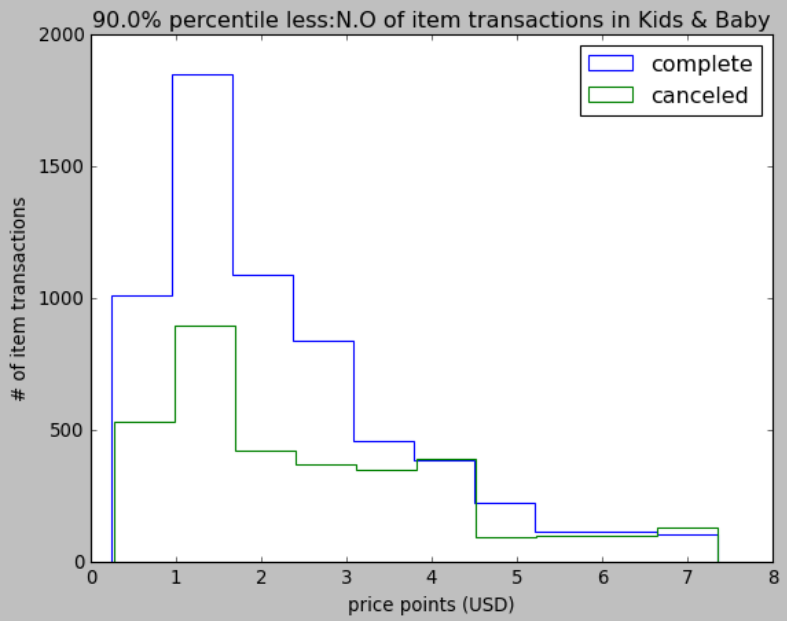 90.0% percentile less:N.O of item transactions in Kids & Baby
complete
canceled
2000
1500
1000
500
0
# of item transactions
0 1 2 3 4 5 6 7 8
price points (USD)